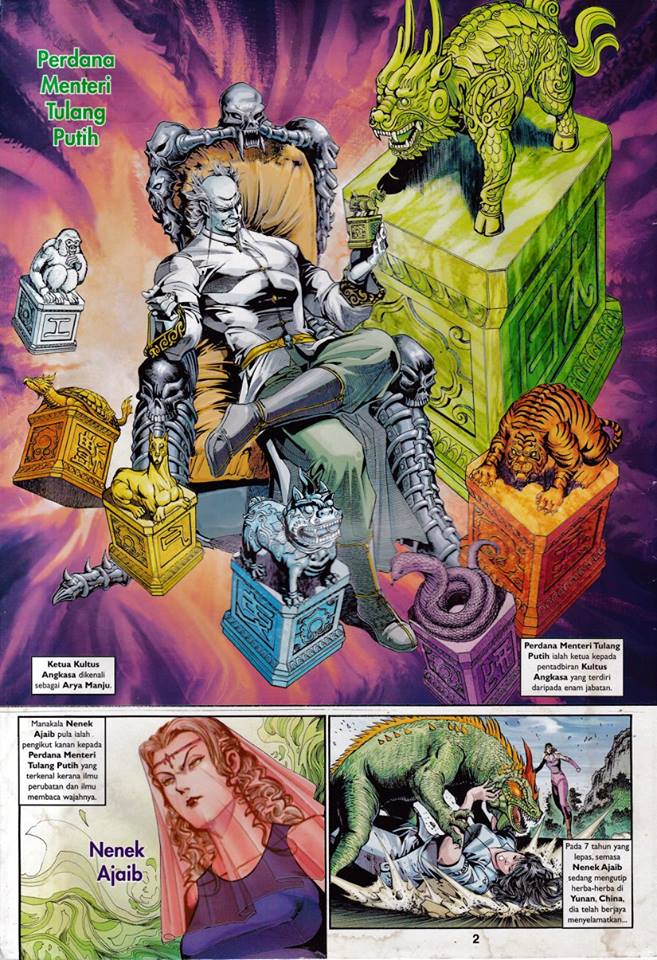 Perdana
Menteri
Tulang
Putih
工
日木
Ketua Kultus
Angkasa dikenali
sebagai Arya Manju.
Perdana Menteri Tulang
Putih ialah ketua kepada
pentadbiran Kultus
Angkasa yang terdiri
daripada enam jabatan.
Manakala Nenek
Ajaib pula ialah
pengikut kanan kepada
Perdana Menteri
Tulang Putih yang
terkenal kerana ilmu
perubatan dan ilmu
membaca wajahnya.
Nenek
Ajaib
Pada 7 tahun yang
lepas, semasa
Nenek Ajaib
sedang mengutip
herba-herba di
Yunan, China,
dia telah berjaya
menyelamatkan...
2